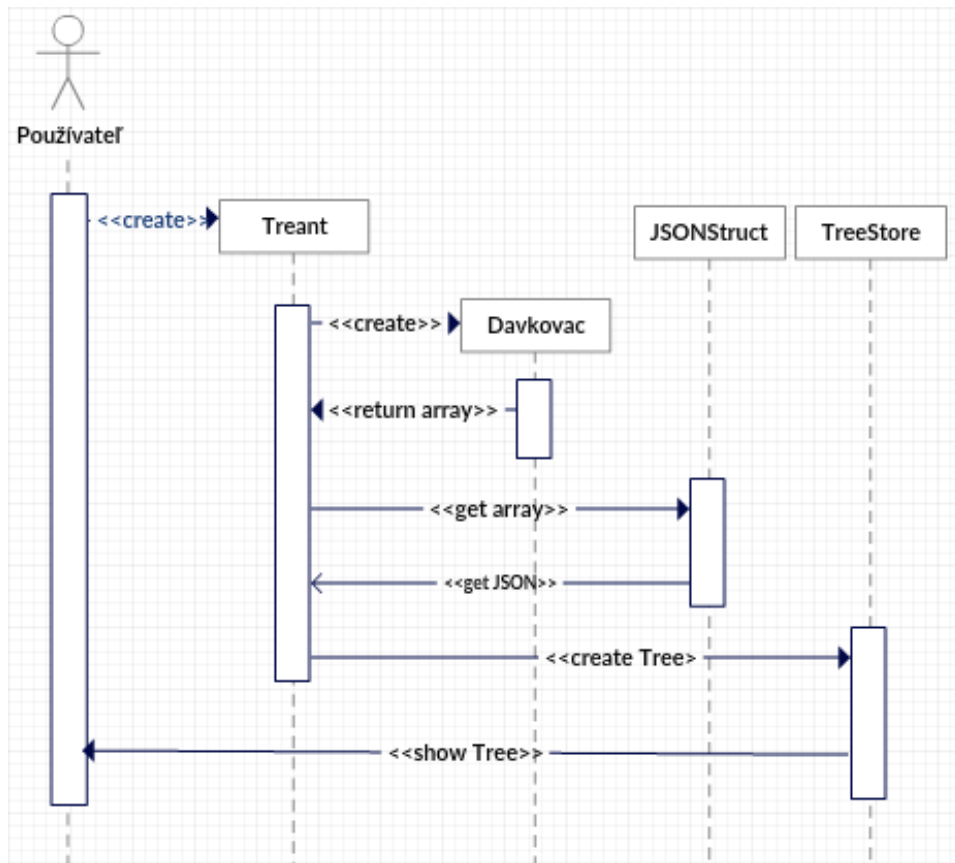 Používateľ
<<create>>
Treant
JSONStruct
TreeStore
<<create>>
Davkovac
<<return array>>
<<get array>>
<<get JSON>>
<<create Tree>
<<show Tree>>